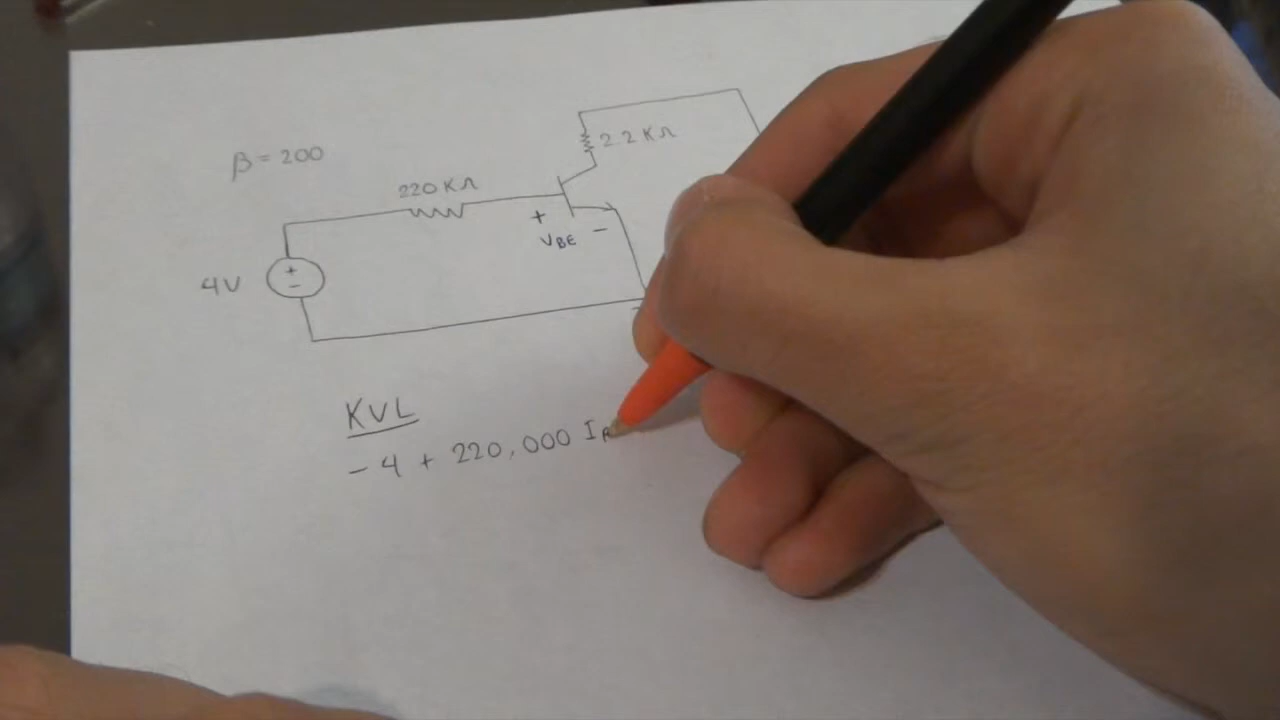 β = 200
2.2 KΩ
220 KΩ
+
VBE −
4V
+
−
KVL
− 4 + 220,000 I